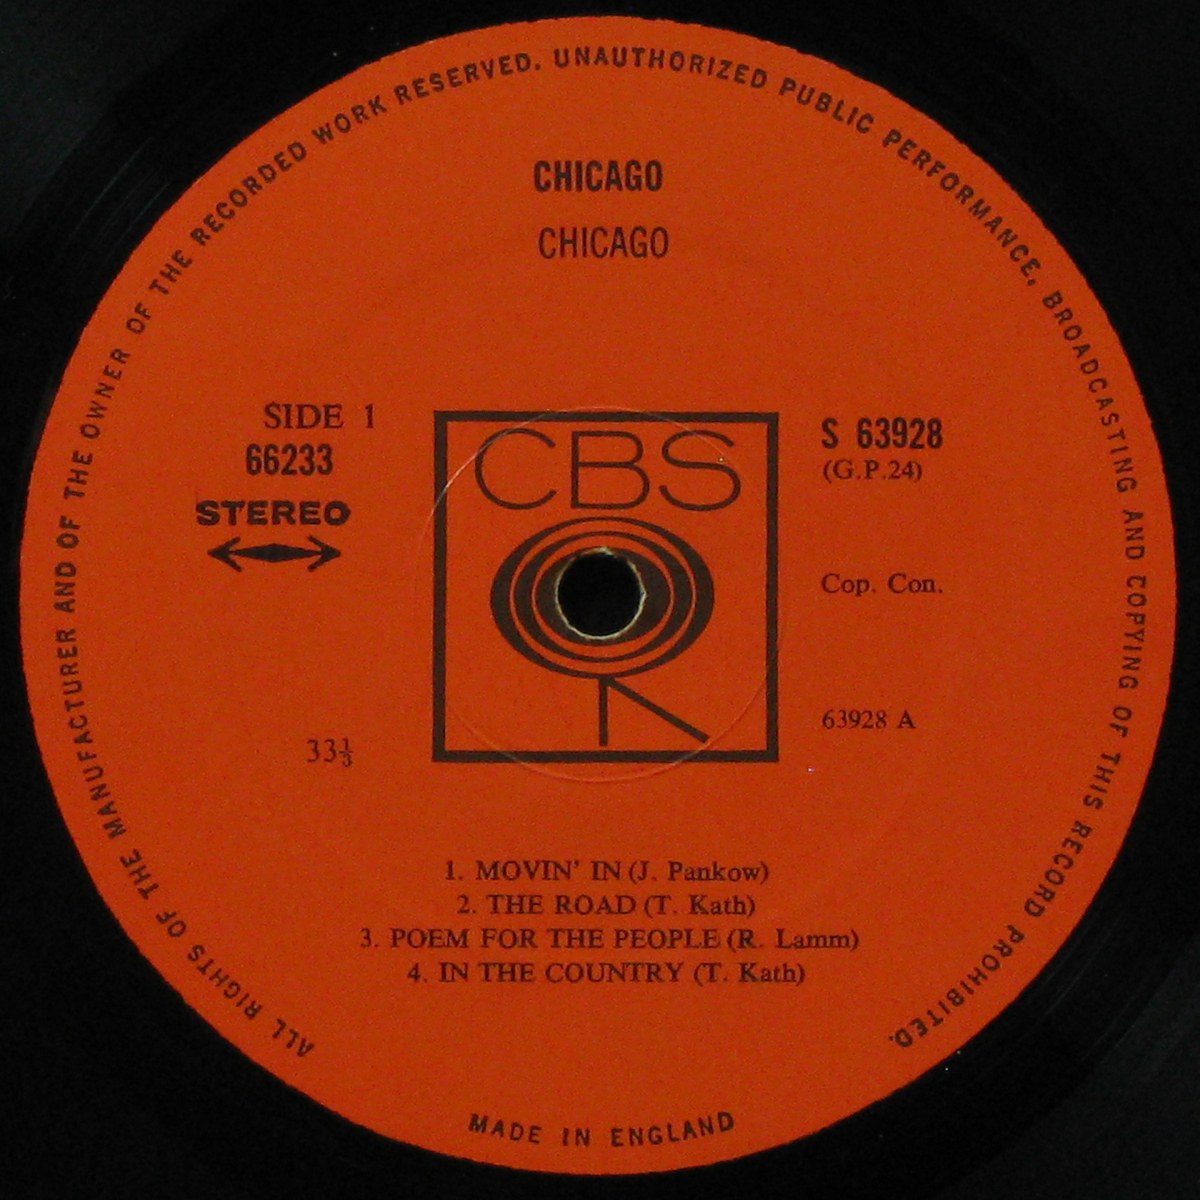 ALL RIGHTS OF THE MANUFACTURER AND OF THE OWNER OF THE RECORDED WORK RESERVED. UNAUTHORIZED PUBLIC PERFORMANCE, BROADCASTING AND COPYING OF THIS RECORD PROHIBITED.
CHICAGO
CHICAGO
SIDE 1
66233
STEREO
33⅓
CBS
S 63928
(G.P.24)
Cop. Con.
63928 A
1. MOVIN' IN (J. Pankow)
2. THE ROAD (T. Kath)
3. POEM FOR THE PEOPLE (R. Lamm)
4. IN THE COUNTRY (T. Kath)
MADE IN ENGLAND